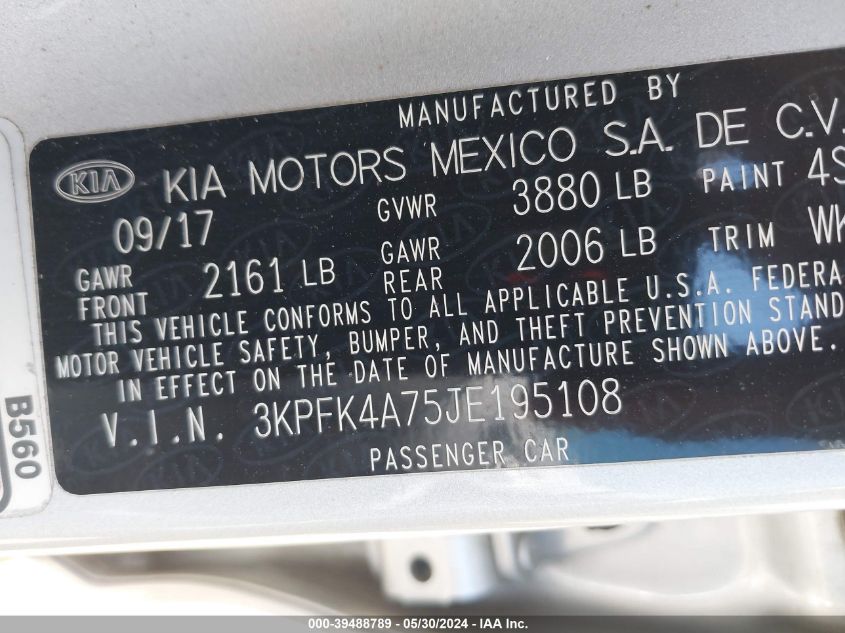 MANUFACTURED BY
KIA KIA MOTORS MEXICO S.A. DE C.V.
09/17 GVWR 3880 LB PAINT 4S
GAWR FRONT 2161 LB GAWR REAR 2006 LB TRIM WK
THIS VEHICLE CONFORMS TO ALL APPLICABLE U.S.A. FEDERA
MOTOR VEHICLE SAFETY, BUMPER, AND THEFT PREVENTION STAND
IN EFFECT ON THE DATE OF MANUFACTURE SHOWN ABOVE.
V.I.N. 3KPFK4A75JE195108
PASSENGER CAR
B560
000-39488789 - 05/30/2024 - IAA Inc.